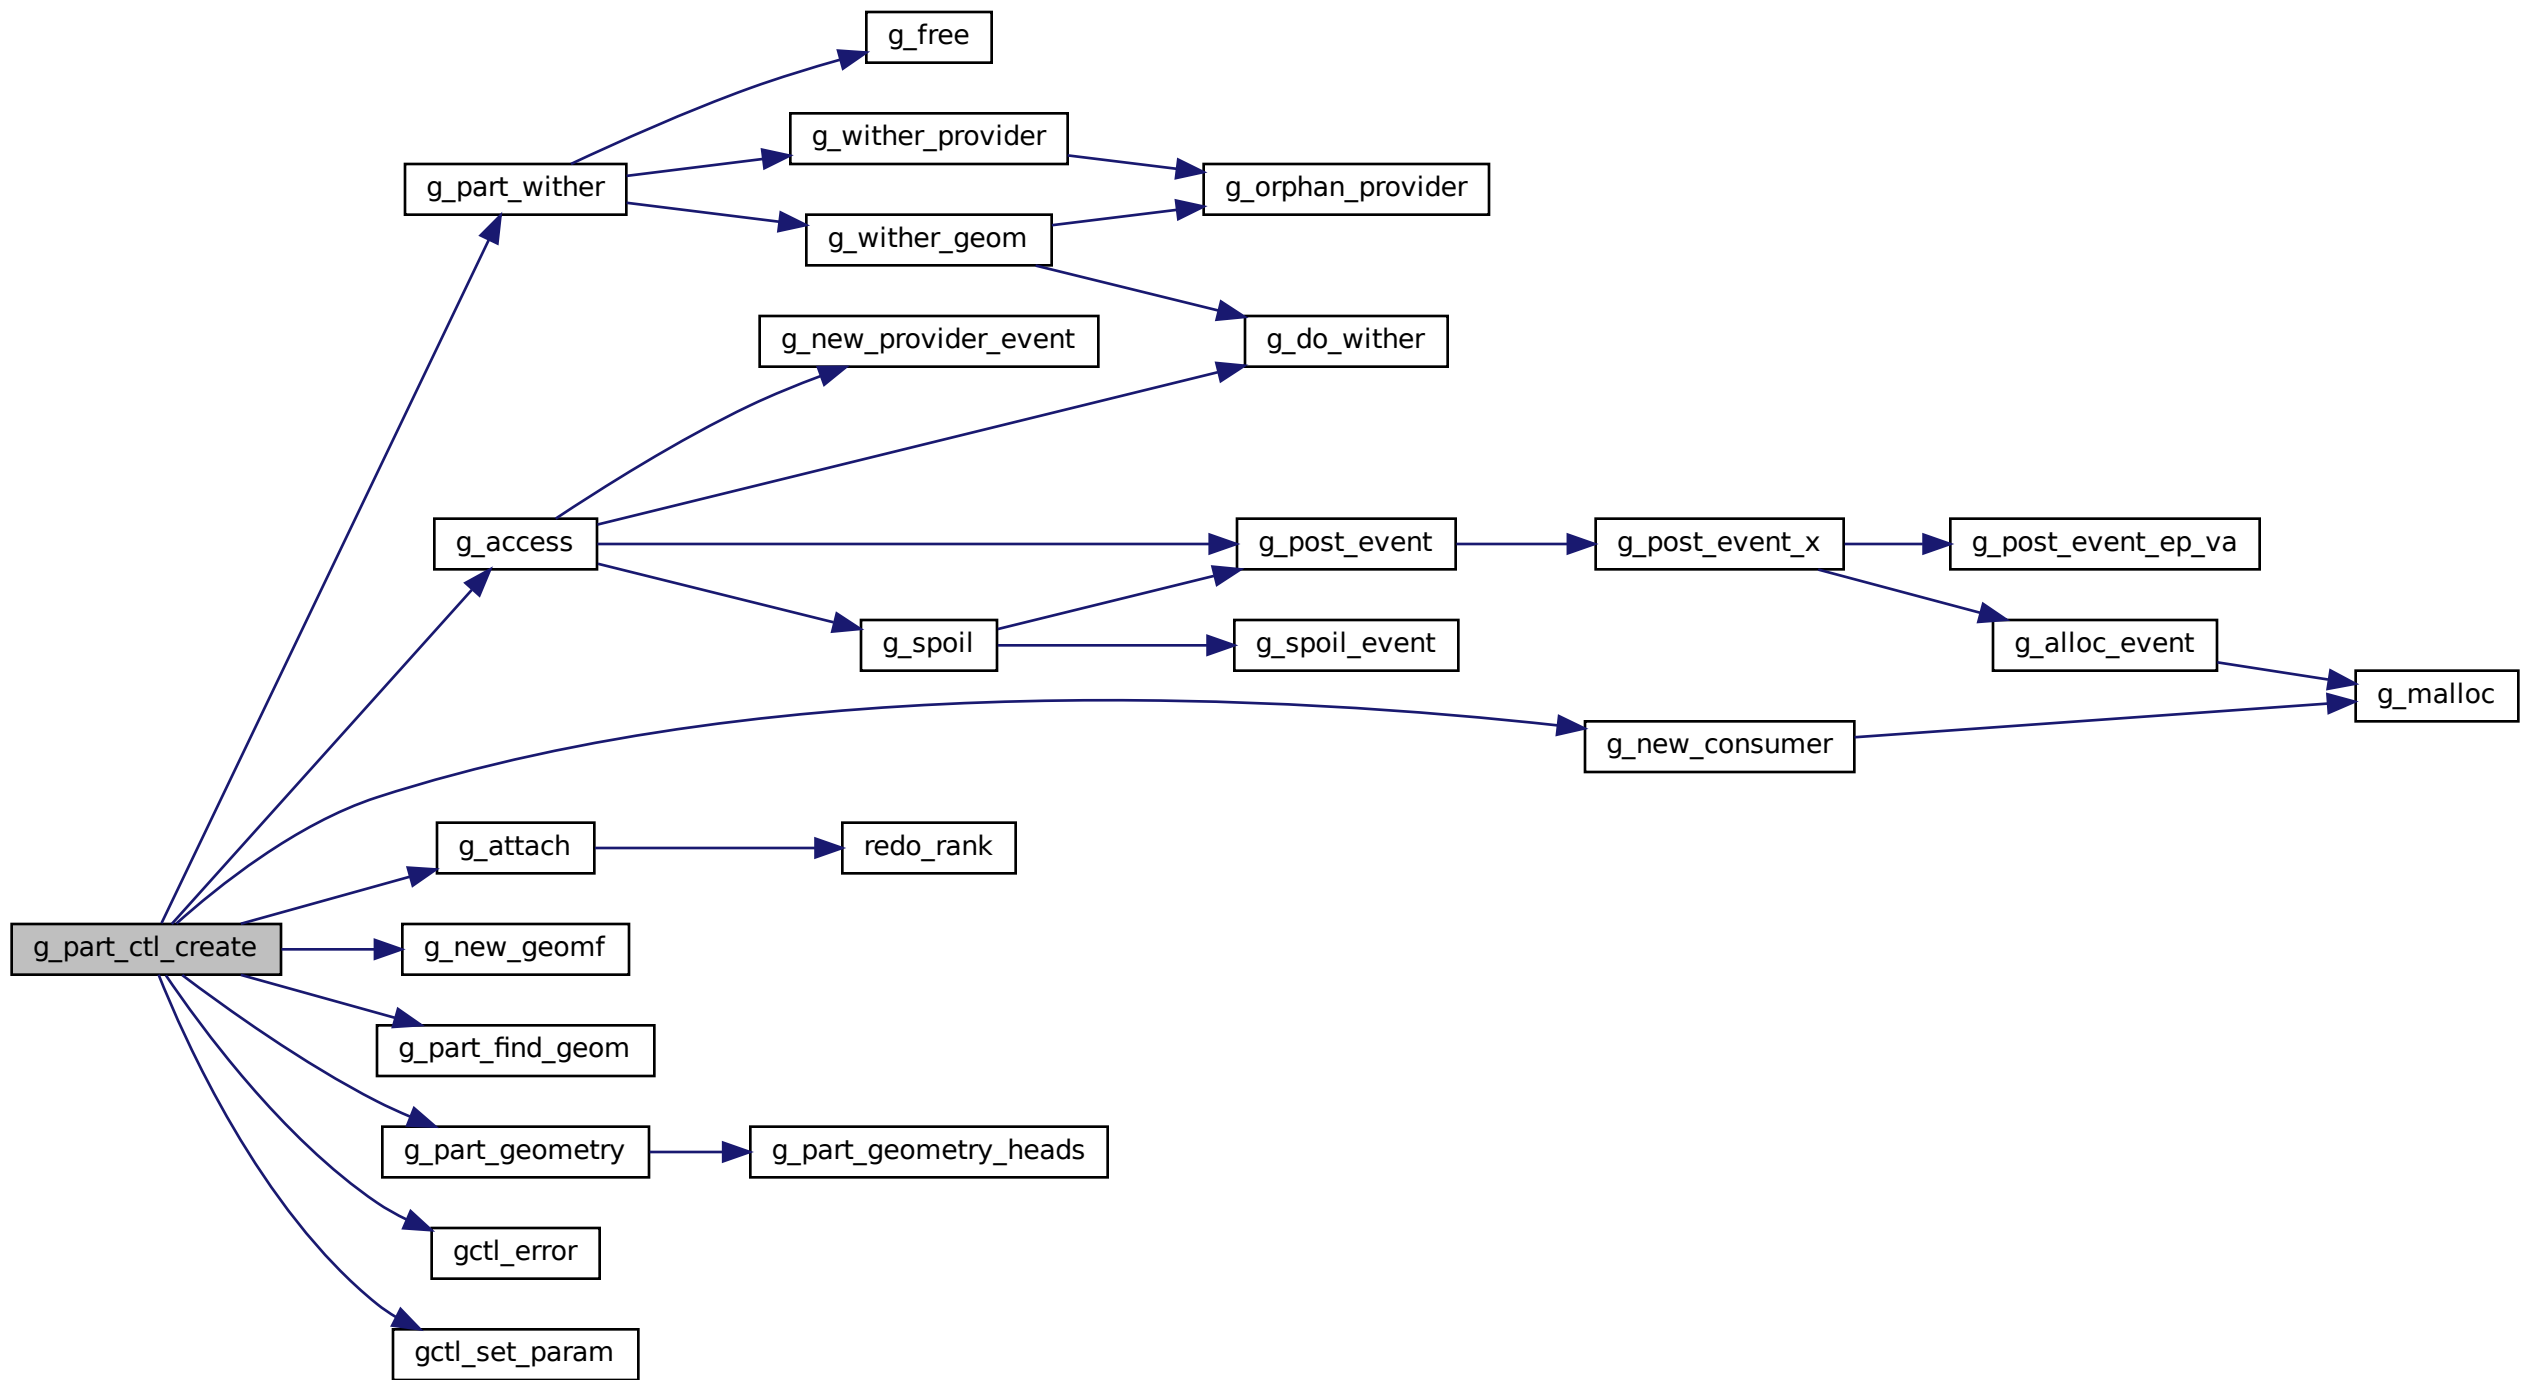 g_free
g_wither_provider
g_part_wither
g_orphan_provider
g_wither_geom
g_new_provider_event
g_do_wither
g_access
g_post_event
g_post_event_x
g_post_event_ep_va
g_spoil
g_spoil_event
g_alloc_event
g_malloc
g_new_consumer
g_attach
redo_rank
g_part_ctl_create
g_new_geomf
g_part_find_geom
g_part_geometry
g_part_geometry_heads
gctl_error
gctl_set_param